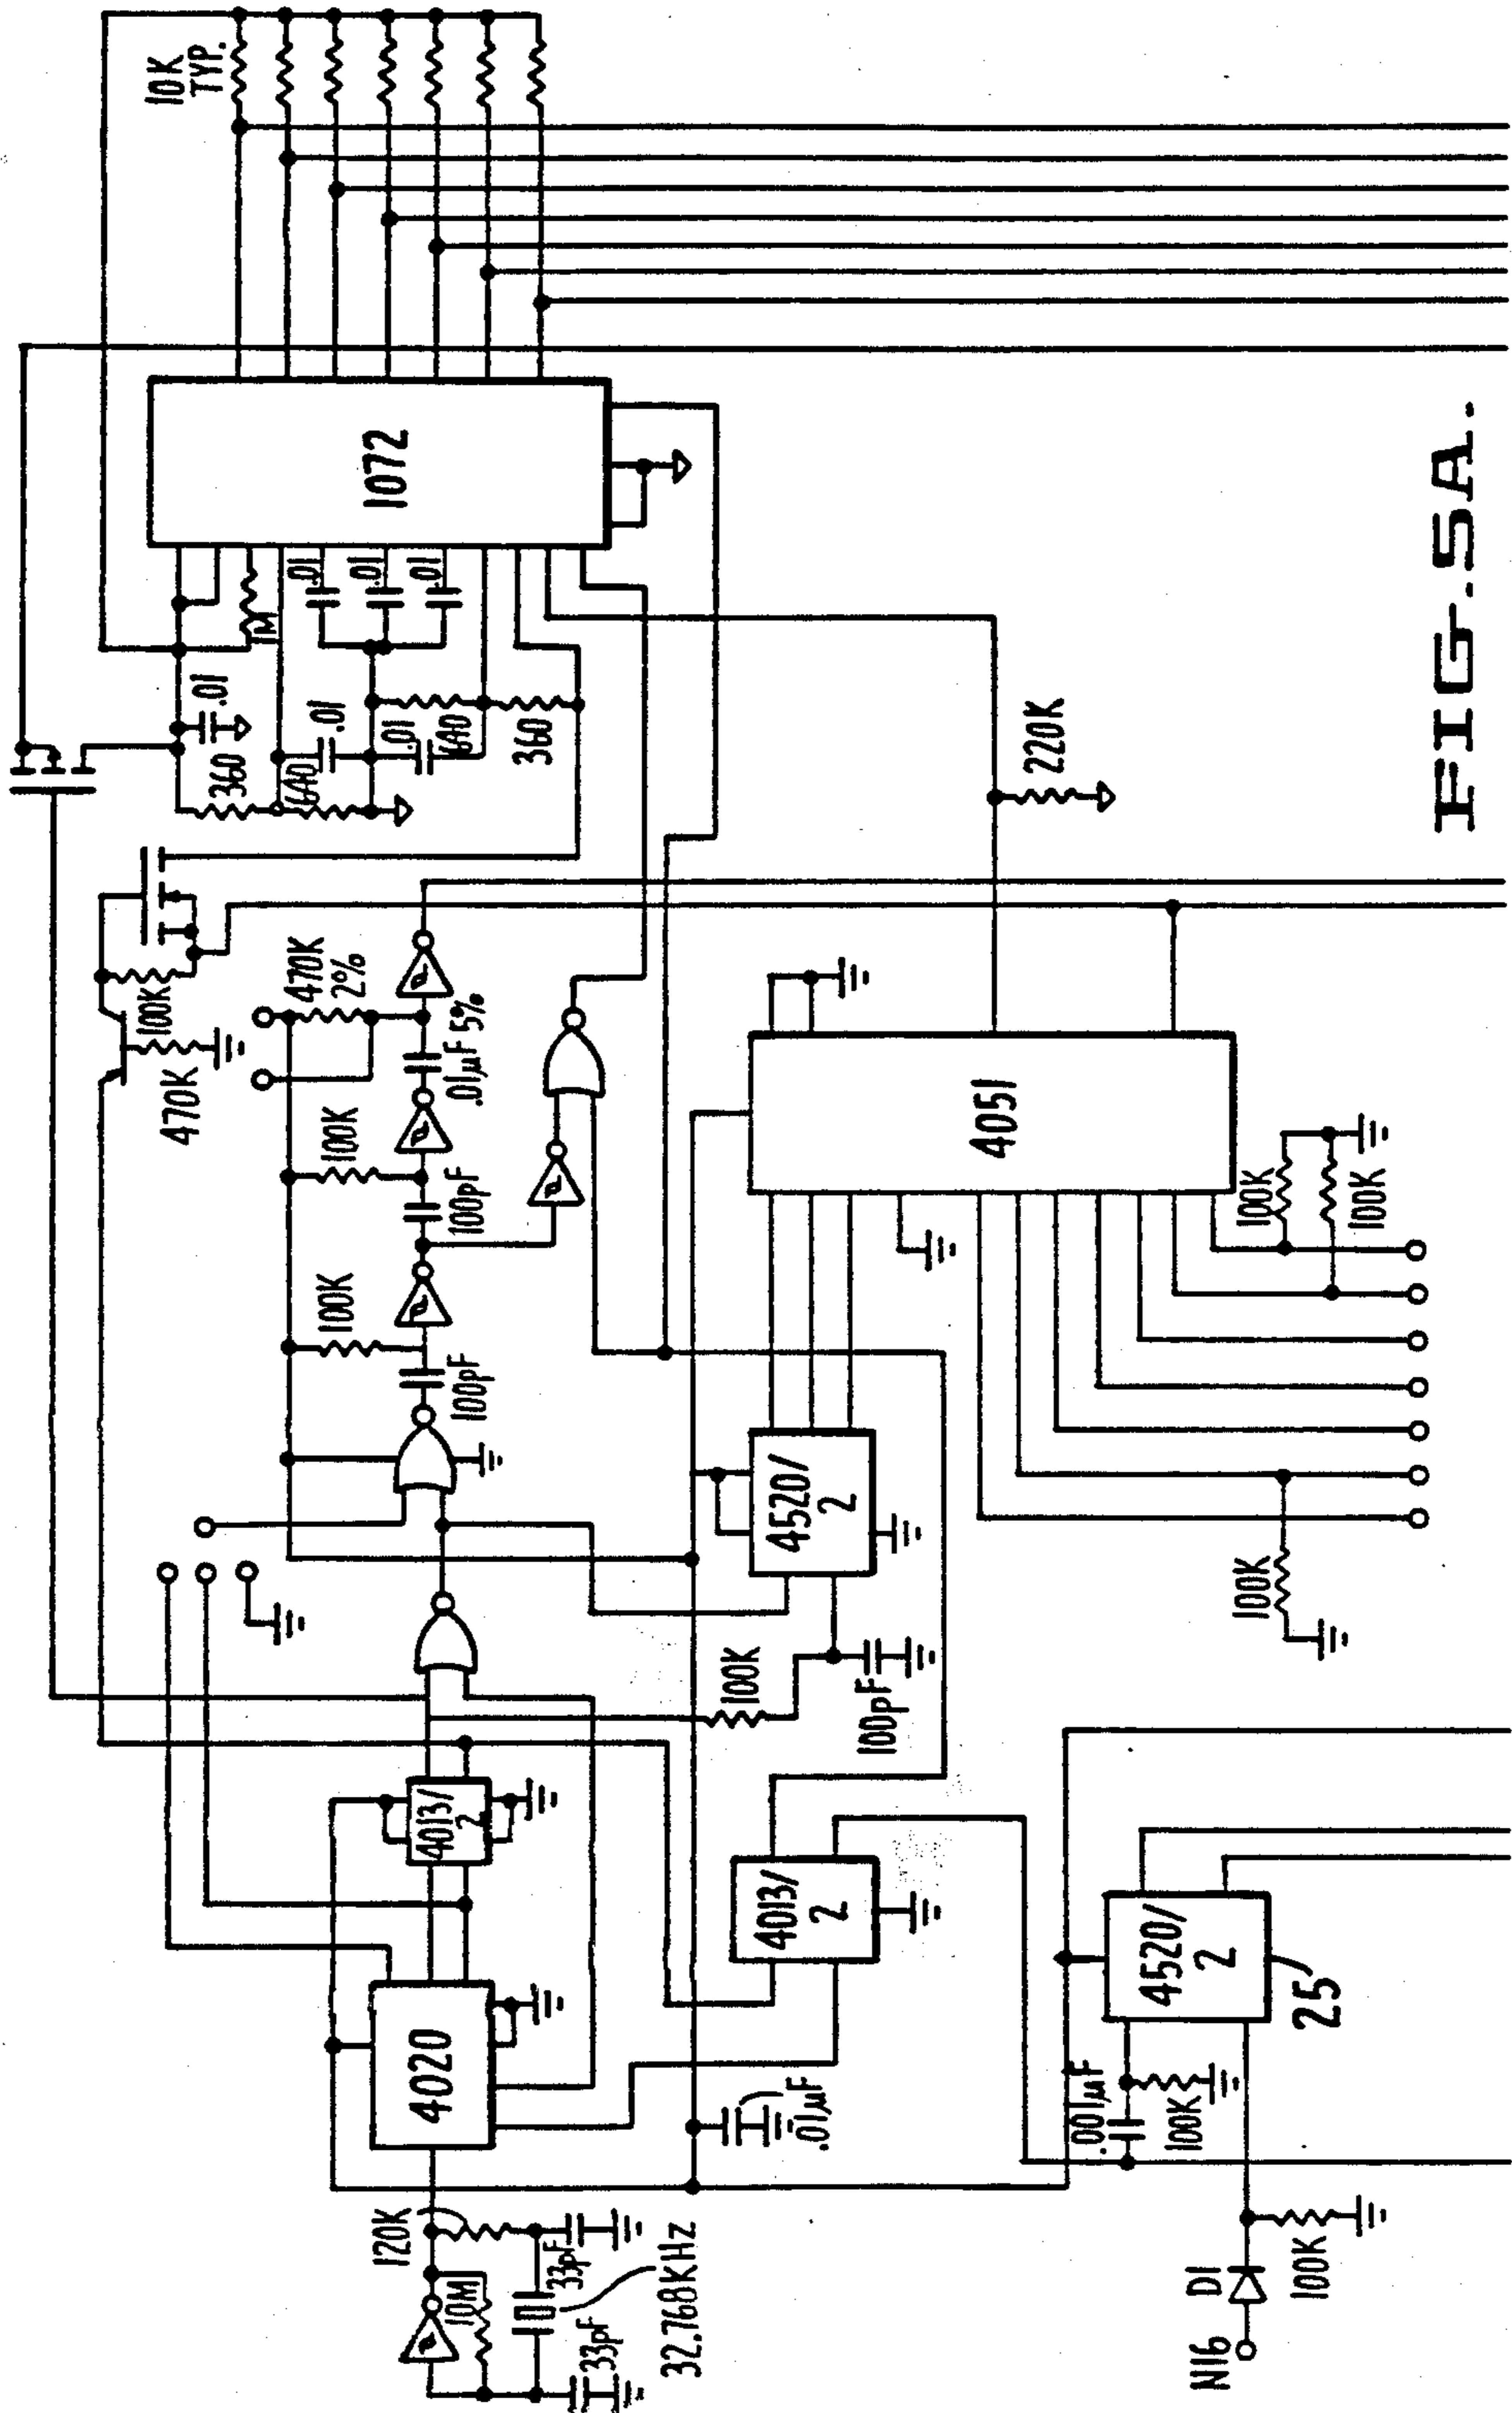 10K
TYP.
1072
.01
.01
.01
1M
.01
360
640
.01
.01
640
360
220K
100K
470K
470K
2%
.01µF 5%
100K
100pF
100K
100pF
4051
100K
100K
100K
4520/
2
100K
100pF
4013/
2
4013/
2
4020
.01µF
120K
10M
33pF
33pF
32.768KHz
4520/
2
25
.001µF
100K
D1
N16
100K
FIG.5A.